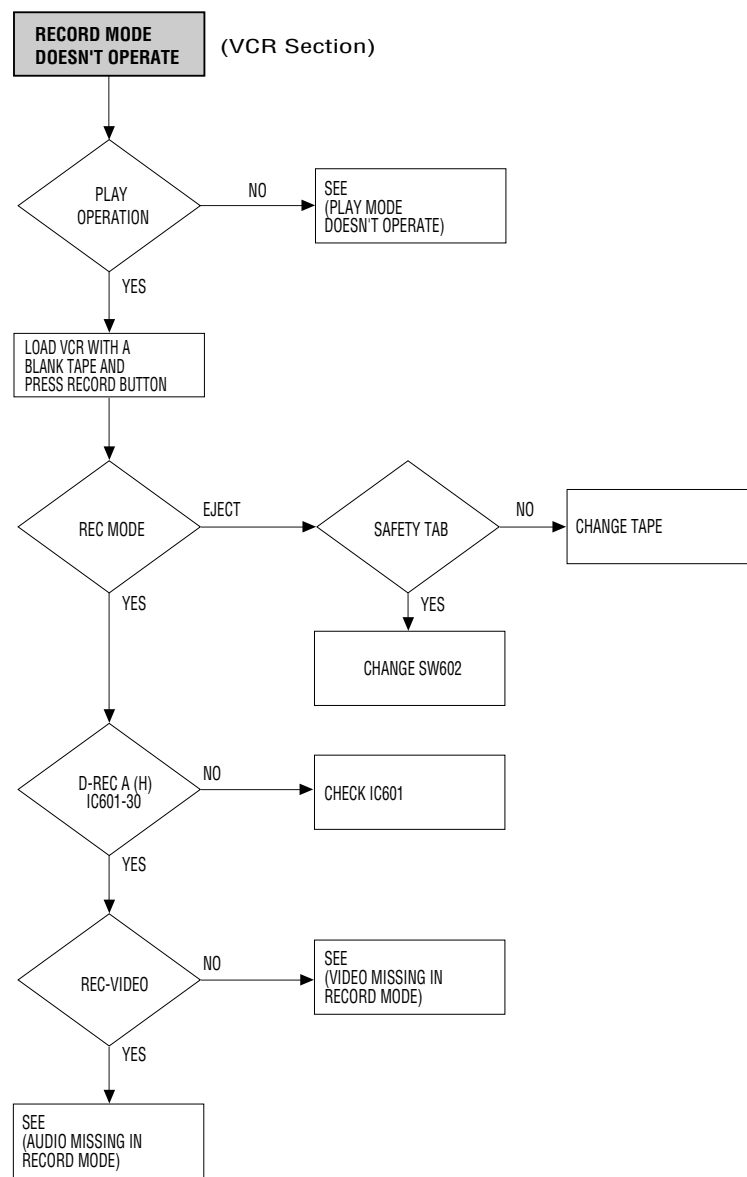 RECORD MODE
DOESN'T OPERATE
(VCR Section)
PLAY
OPERATION
NO
SEE
(PLAY MODE
DOESN'T OPERATE)
YES
LOAD VCR WITH A
BLANK TAPE AND
PRESS RECORD BUTTON
REC MODE
EJECT
SAFETY TAB
NO
CHANGE TAPE
YES
YES
CHANGE SW602
D-REC A (H)
IC601-30
NO
CHECK IC601
YES
REC-VIDEO
NO
SEE
(VIDEO MISSING IN
RECORD MODE)
YES
SEE
(AUDIO MISSING IN
RECORD MODE)